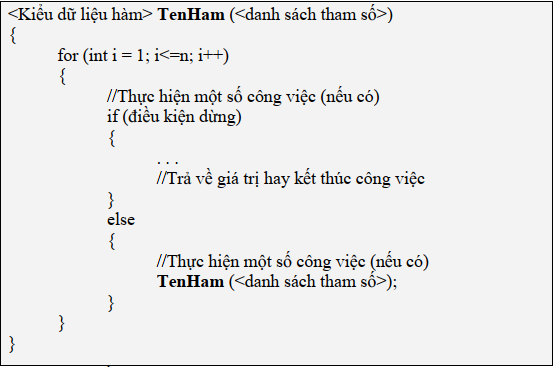 <Kiểu dữ liệu hàm> TenHam (<danh sách tham số>)
{
for (int i = 1; i<=n; i++)
{
//Thực hiện một số công việc (nếu có)
if (điều kiện dừng)
{
. . .
//Trả về giá trị hay kết thúc công việc
}
else
{
//Thực hiện một số công việc (nếu có)
TenHam (<danh sách tham số>);
}
}
}